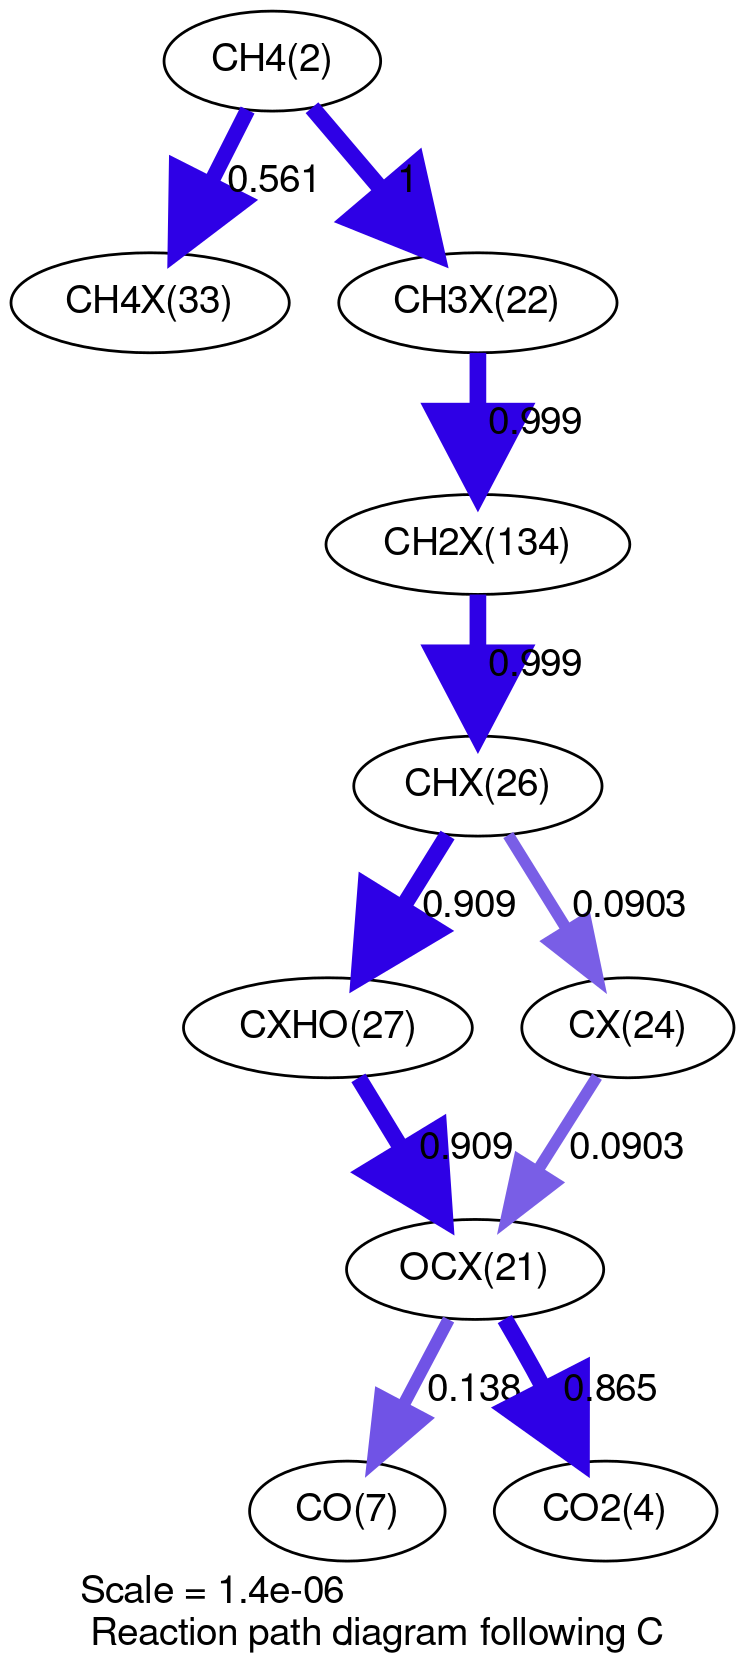 CH4(2)
0.561
1
CH4X(33)
CH3X(22)
0.999
CH2X(134)
0.999
CHX(26)
0.909
0.0903
CXHO(27)
CX(24)
0.909
0.0903
OCX(21)
0.138
0.865
CO(7)
CO2(4)
Scale = 1.4e-06
Reaction path diagram following C